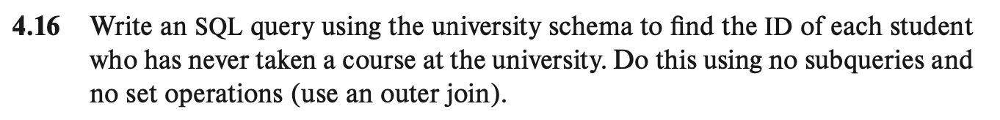 4.16 Write an SQL query using the university schema to find the ID of each student
who has never taken a course at the university. Do this using no subqueries and
no set operations (use an outer join).